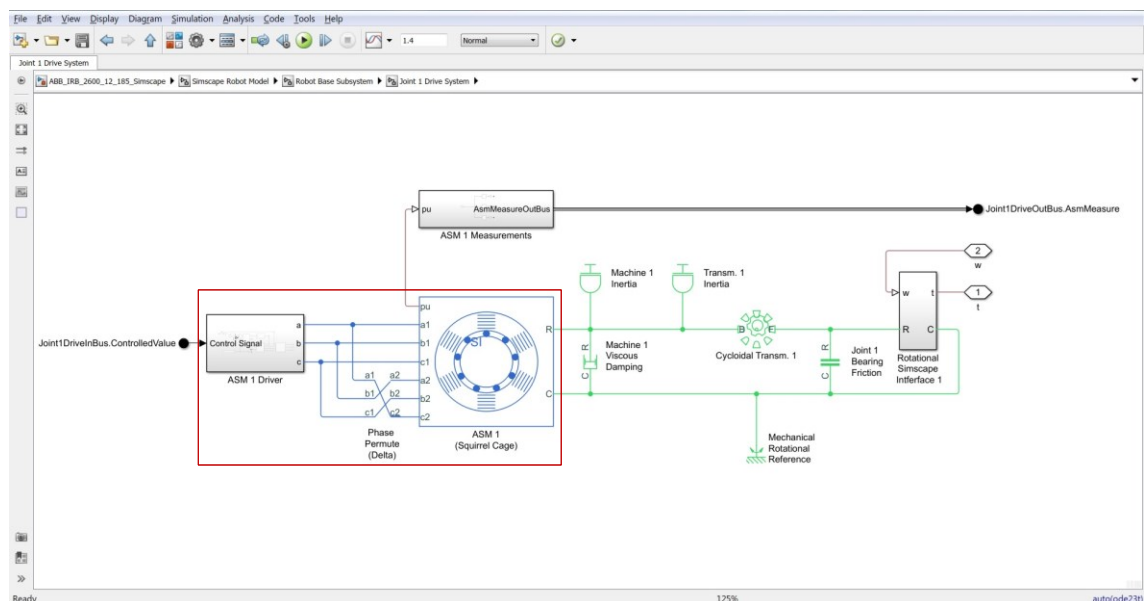 File Edit View Display Diagram Simulation Analysis Code Tools Help
1.4 Normal
Joint 1 Drive System
ABB_IRB_2600_12_185_Simscape Simscape Robot Model Robot Base Subsystem Joint 1 Drive System
pu AsmMeasureOutBus
ASM 1 Measurements
Joint1DriveOutBus.AsmMeasure
2
w
1
t
Machine 1
Inertia
Transm. 1
Inertia
w t
R C
Rotational
Simscape
Intferface 1
Joint1DriveInBus.ControlledValue
Control Signal
a
b
c
ASM 1 Driver
a1 a2
b1 b2
c1 c2
Phase
Permute
(Delta)
pu
a1
b1
c1
a2
b2
c2
SI
R
C
ASM 1
(Squirrel Cage)
R
C
Machine 1
Viscous
Damping
B F
Cycloidal Transm. 1
R
C
Joint 1
Bearing
Friction
Mechanical
Rotational
Reference
Ready 125% auto(ode23t)